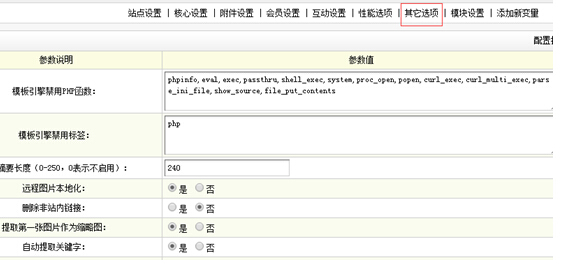 站点设置 | 核心设置 | 附件设置 | 会员设置 | 互动设置 | 性能选项 | 其它选项 | 模块设置 | 添加新变量
参数说明 参数值
模板引擎禁用PHP函数: phpinfo, eval, exec, passthru, shell_exec, system, proc_open, popen, curl_exec, curl_multi_exec, pars
e_ini_file, show_source, file_put_contents
模板引擎禁用标签: php
摘要长度（0-250，0表示不启用）: 240
远程图片本地化: 是 否
删除非站内链接: 是 否
提取第一张图片作为缩略图: 是 否
自动提取关键字: 是 否